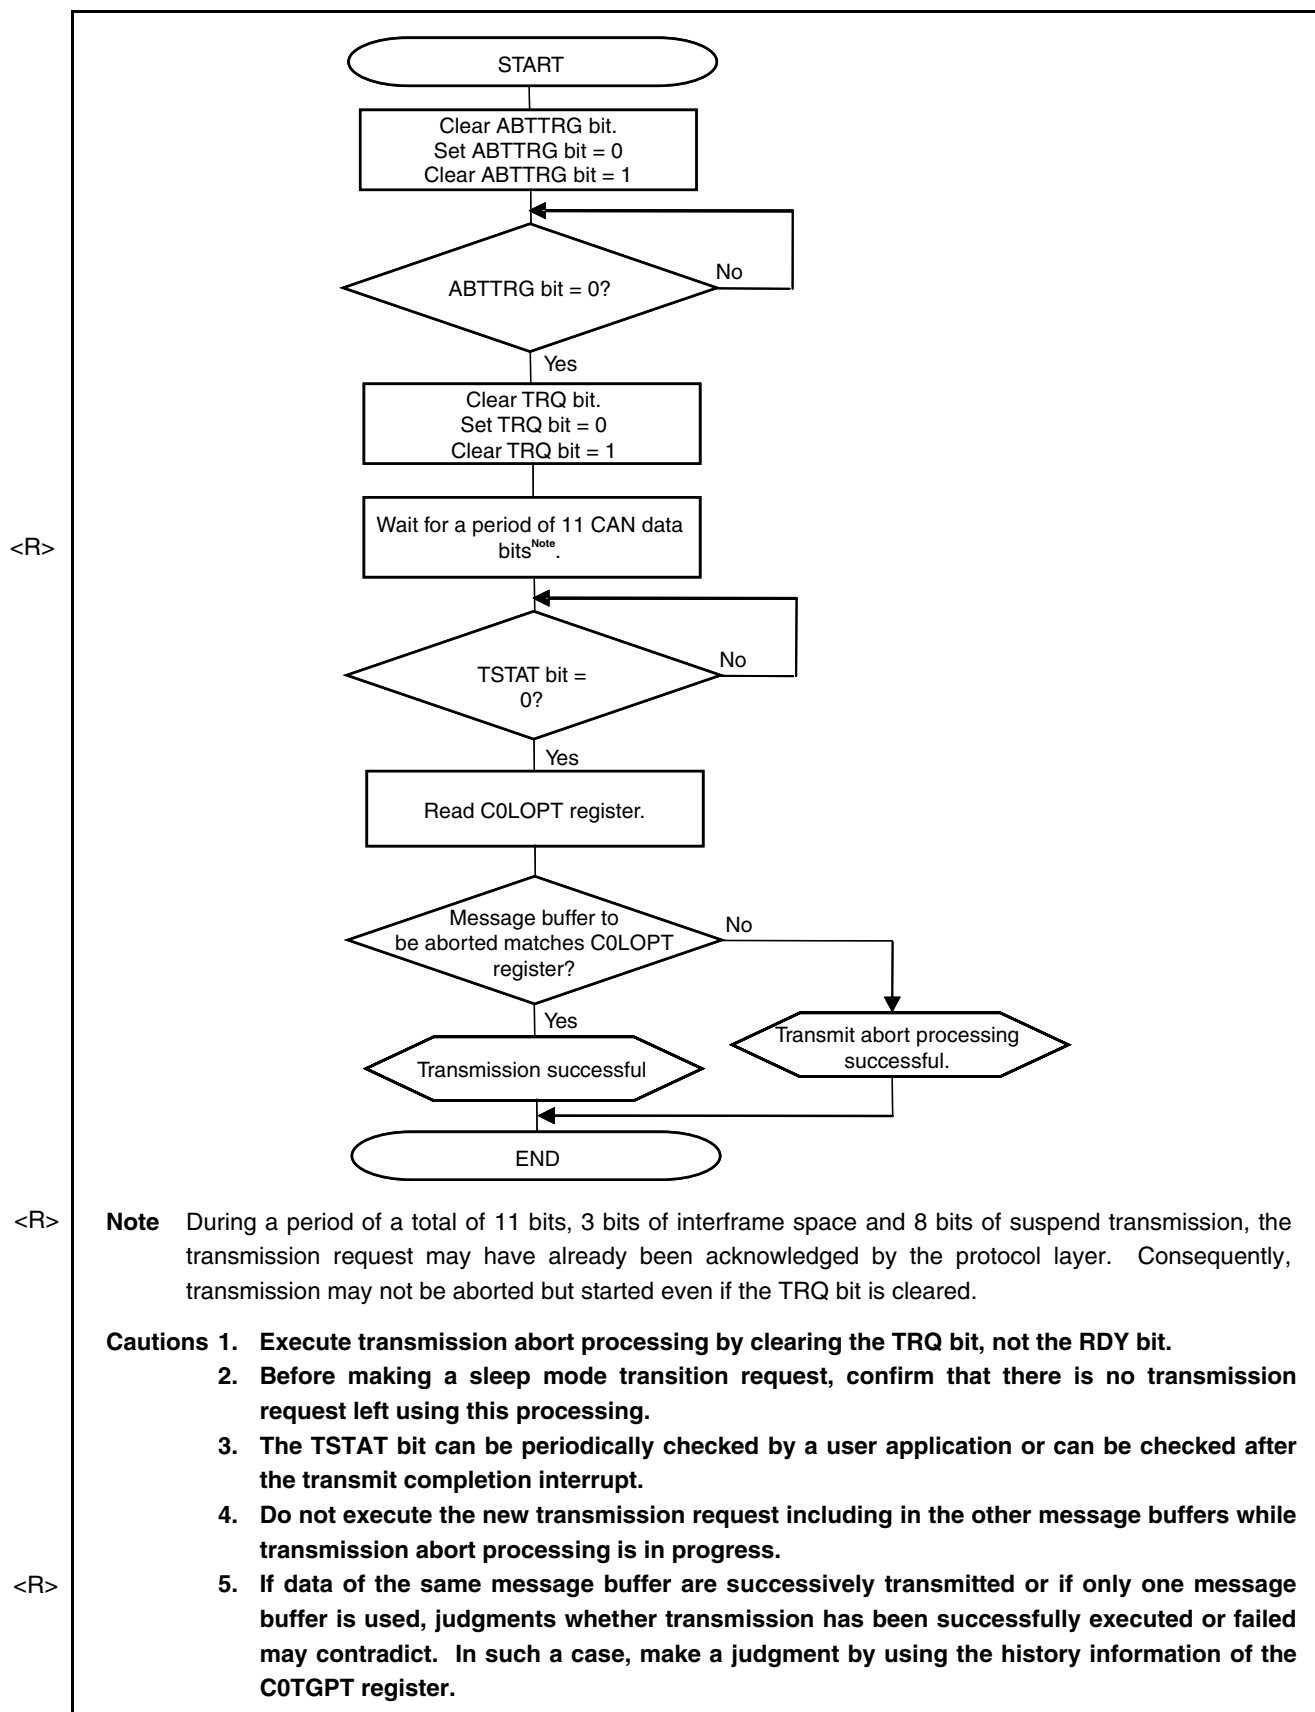 START
Clear ABTTRG bit.
Set ABTTRG bit = 0
Clear ABTTRG bit = 1
ABTTRG bit = 0?
No
Yes
Clear TRQ bit.
Set TRQ bit = 0
Clear TRQ bit = 1
<R>
Wait for a period of 11 CAN data
bitsNote.
TSTAT bit =
0?
No
Yes
Read C0LOPT register.
Message buffer to
be aborted matches C0LOPT
register?
No
Yes
Transmission successful
Transmit abort processing
successful.
END
<R>
Note During a period of a total of 11 bits, 3 bits of interframe space and 8 bits of suspend transmission, the
transmission request may have already been acknowledged by the protocol layer. Consequently,
transmission may not be aborted but started even if the TRQ bit is cleared.
Cautions 1. Execute transmission abort processing by clearing the TRQ bit, not the RDY bit.
2. Before making a sleep mode transition request, confirm that there is no transmission
request left using this processing.
3. The TSTAT bit can be periodically checked by a user application or can be checked after
the transmit completion interrupt.
4. Do not execute the new transmission request including in the other message buffers while
transmission abort processing is in progress.
<R>
5. If data of the same message buffer are successively transmitted or if only one message
buffer is used, judgments whether transmission has been successfully executed or failed
may contradict. In such a case, make a judgment by using the history information of the
C0TGPT register.